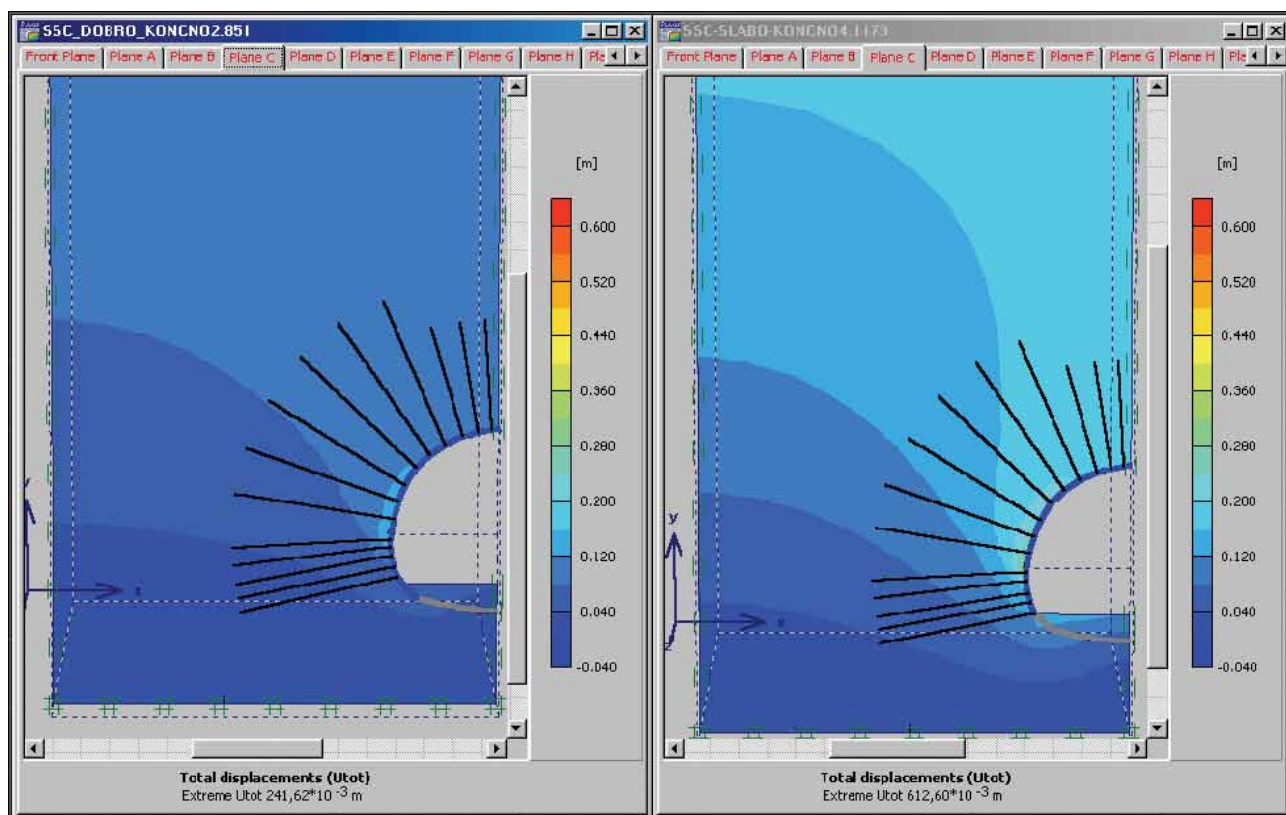 SSC_DOBRO_KONCNO2.851
Front Plane Plane A Plane B Plane C Plane D Plane E Plane F Plane G Plane H Pla
[m]
0.600
0.520
0.440
0.360
0.280
0.200
0.120
0.040
-0.040
Total displacements (Utot)
Extreme Utot 241,62*10 -3 m
SSC-SLABO-KONCNO4.1173
Front Plane Plane A Plane B Plane C Plane D Plane E Plane F Plane G Plane H Pla
[m]
0.600
0.520
0.440
0.360
0.280
0.200
0.120
0.040
-0.040
y
Total displacements (Utot)
Extreme Utot 612,60*10 -3 m